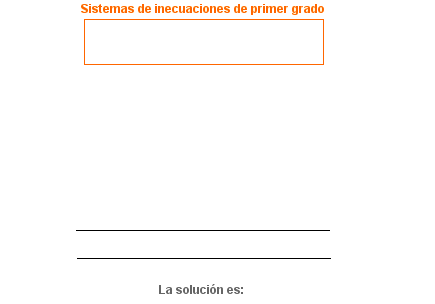 Sistemas de inecuaciones de primer grado
La solución es: